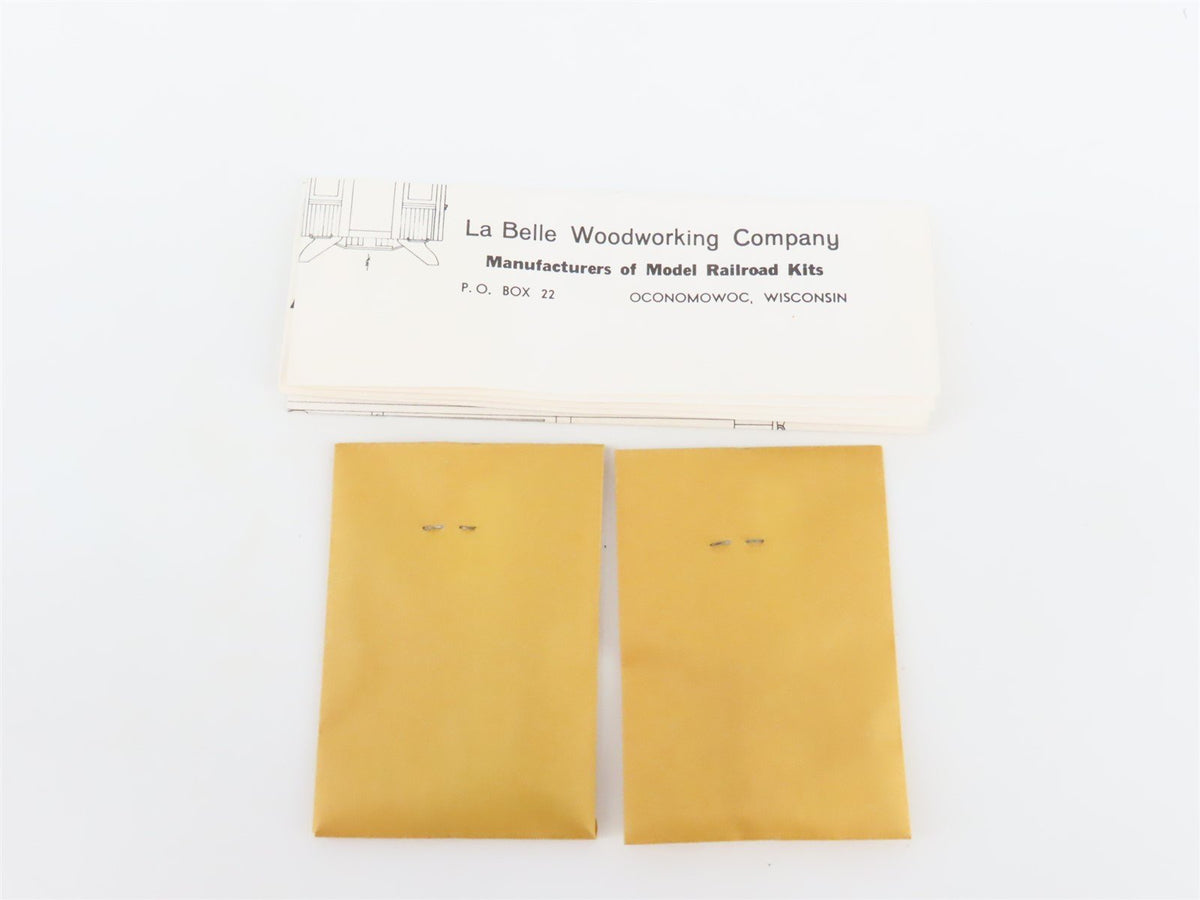 La Belle Woodworking Company
Manufacturers of Model Railroad Kits
P. O. BOX 22 OCONOMOWOC, WISCONSIN